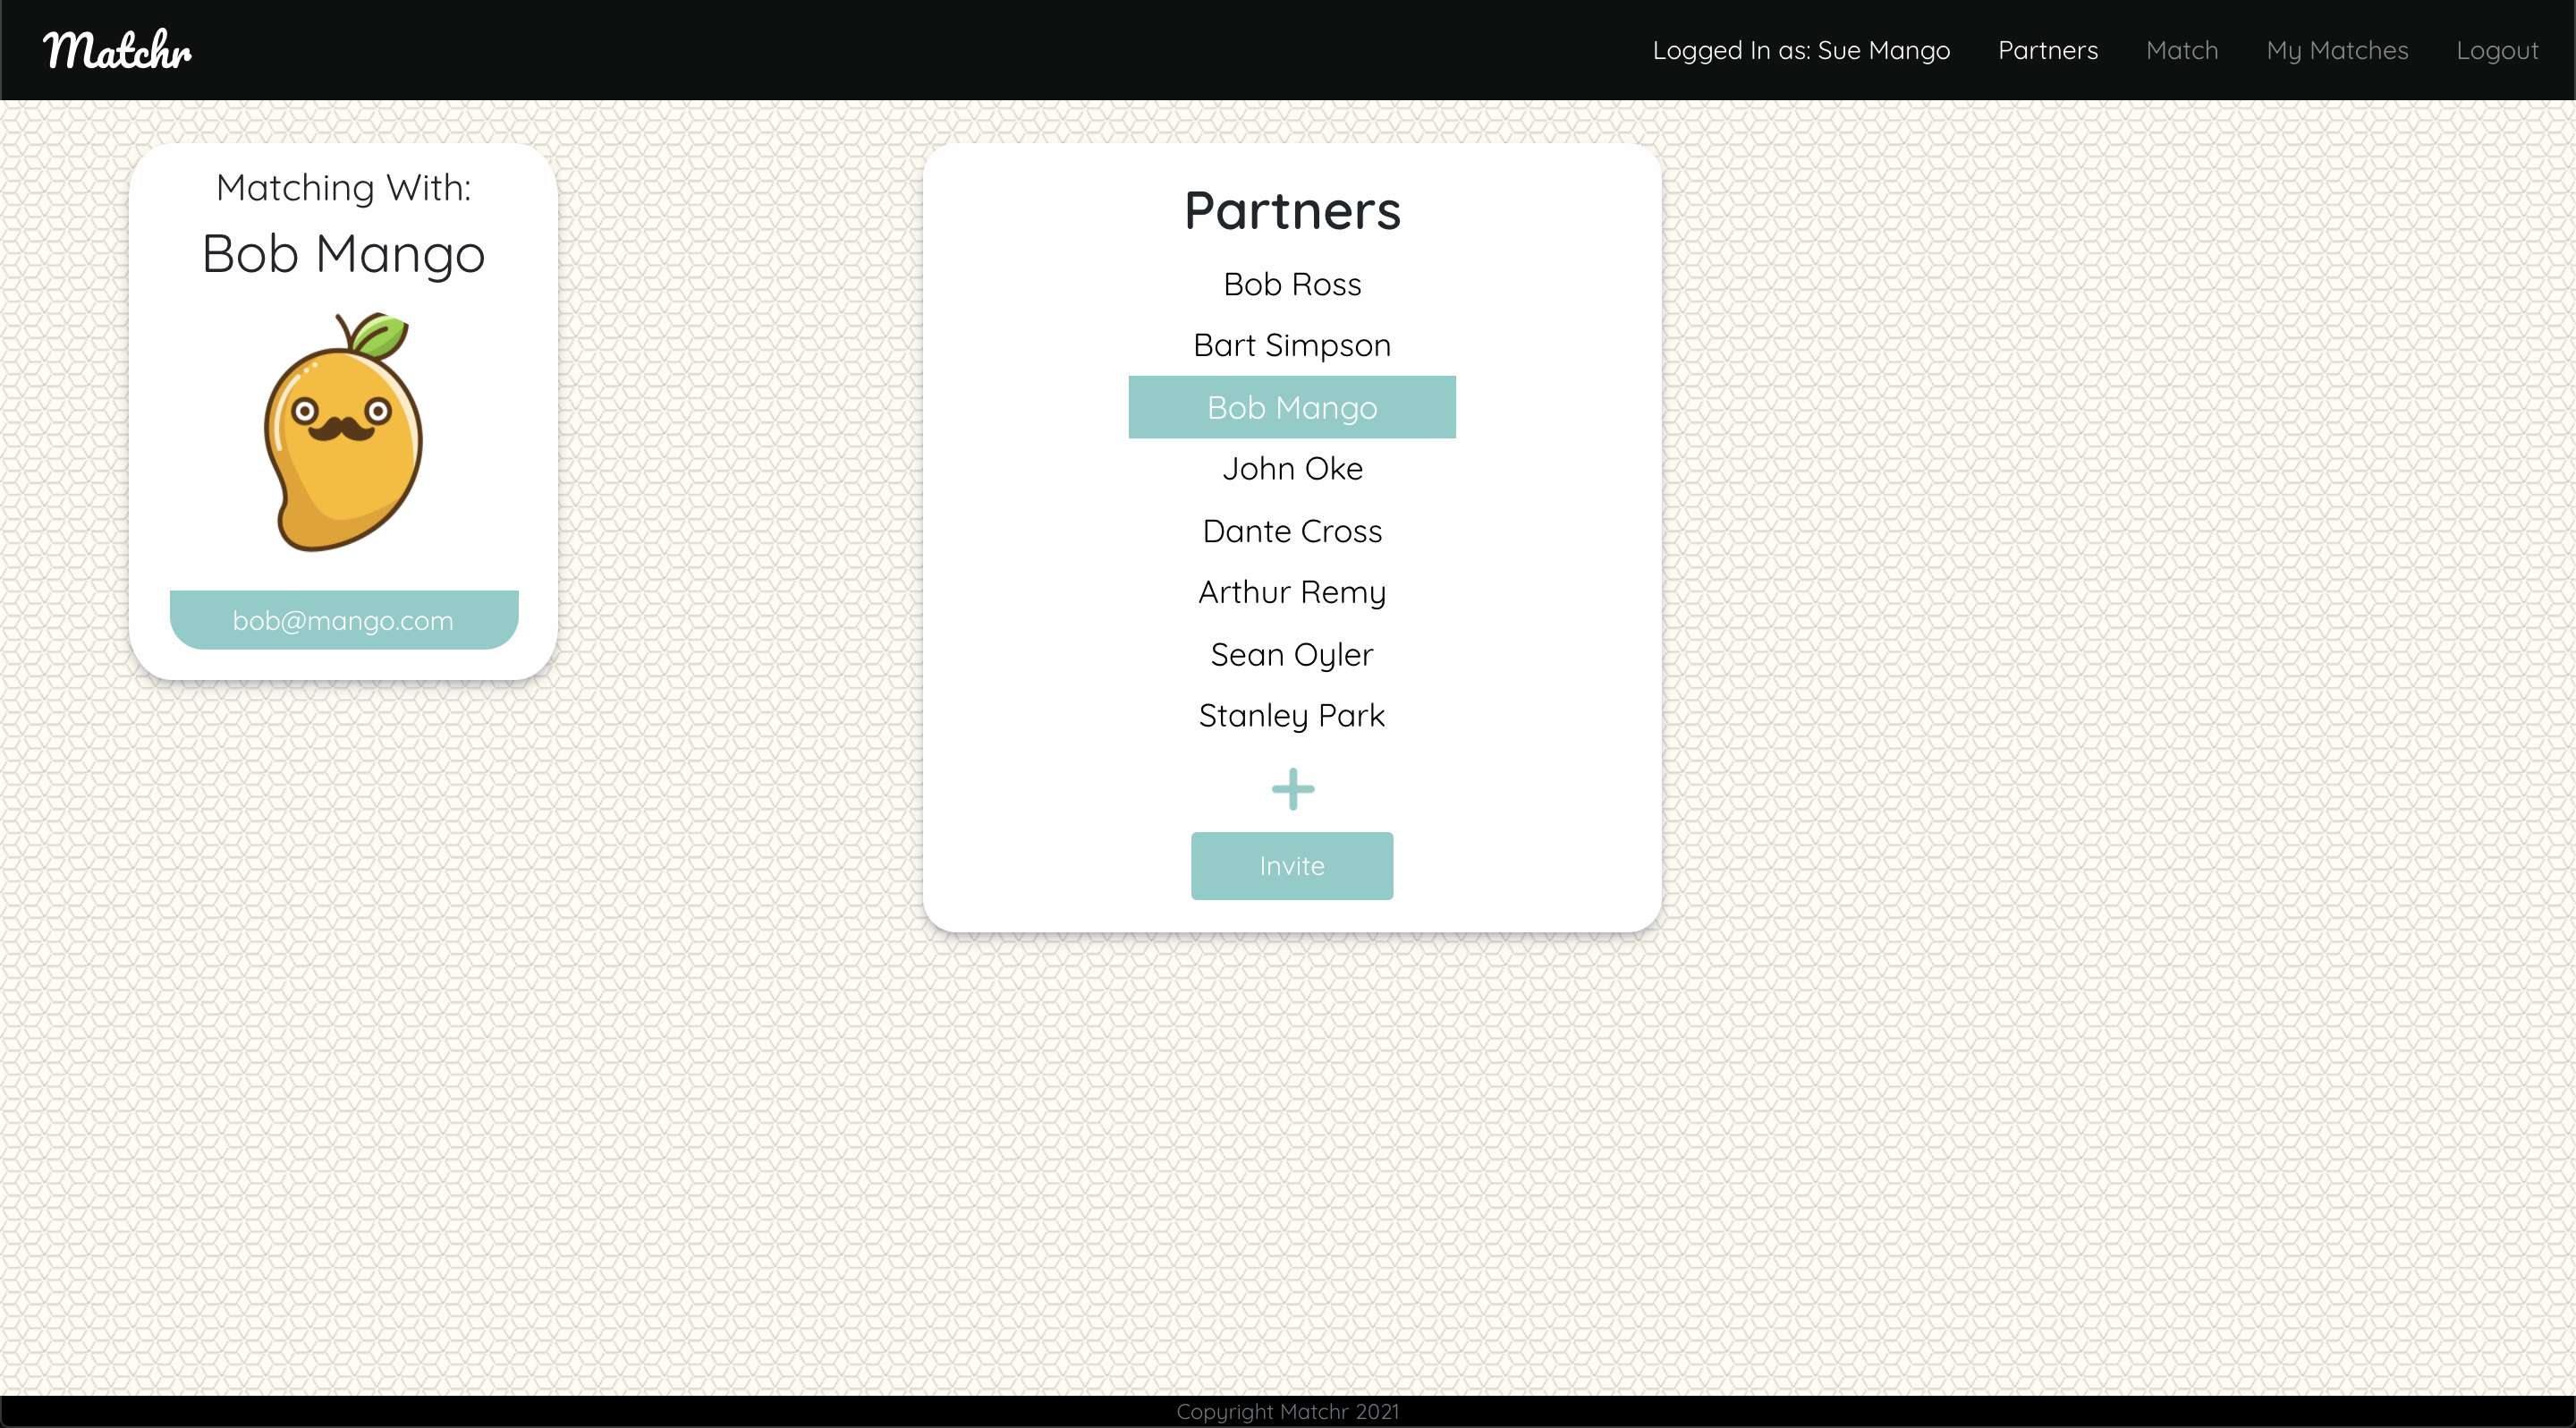 Matchr
Logged In as: Sue Mango Partners Match My Matches Logout
Matching With:
Bob Mango
bob@mango.com
Partners
Bob Ross
Bart Simpson
Bob Mango
John Oke
Dante Cross
Arthur Remy
Sean Oyler
Stanley Park
Invite
Copyright Matchr 2021